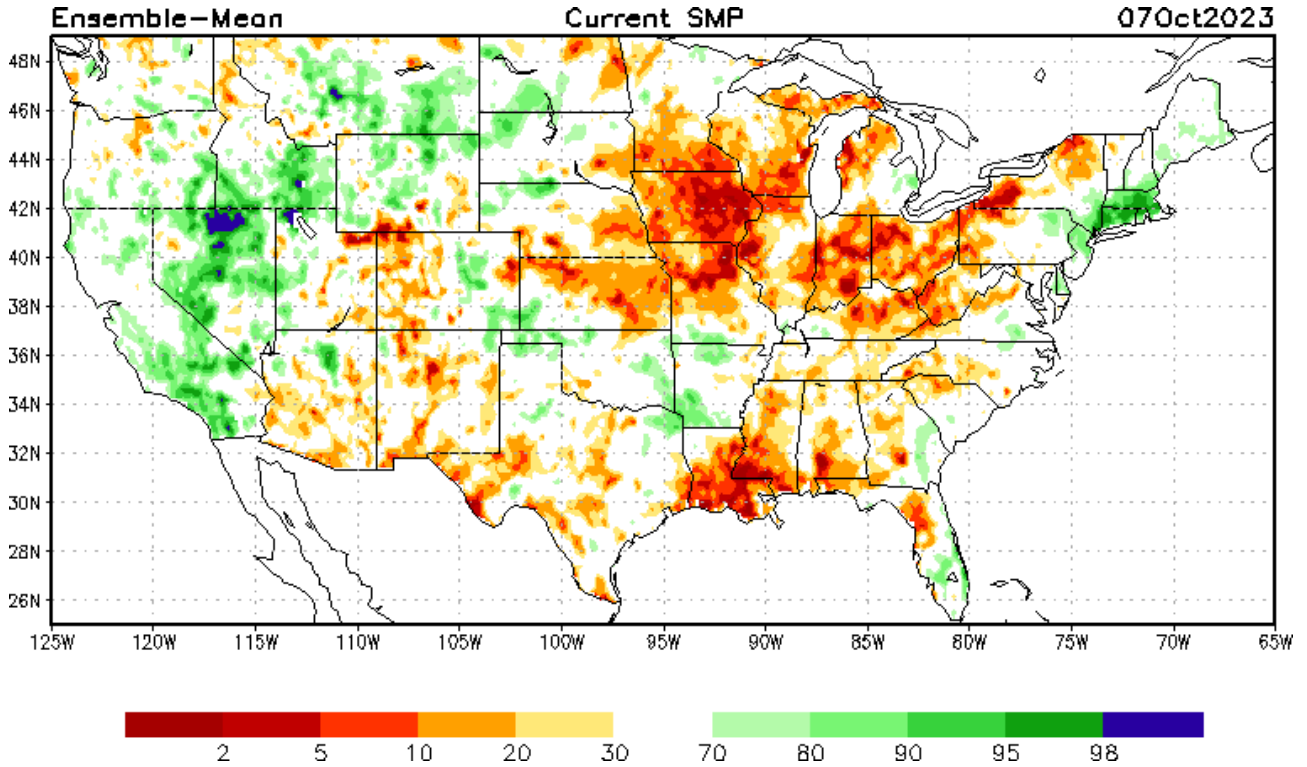 Ensemble-Mean Current SMP 07Oct2023
48N
46N
44N
42N
40N
38N
36N
34N
32N
30N
28N
26N
125W 120W 115W 110W 105W 100W 95W 90W 85W 80W 75W 70W 65W
2 5 10 20 30 70 80 90 95 98